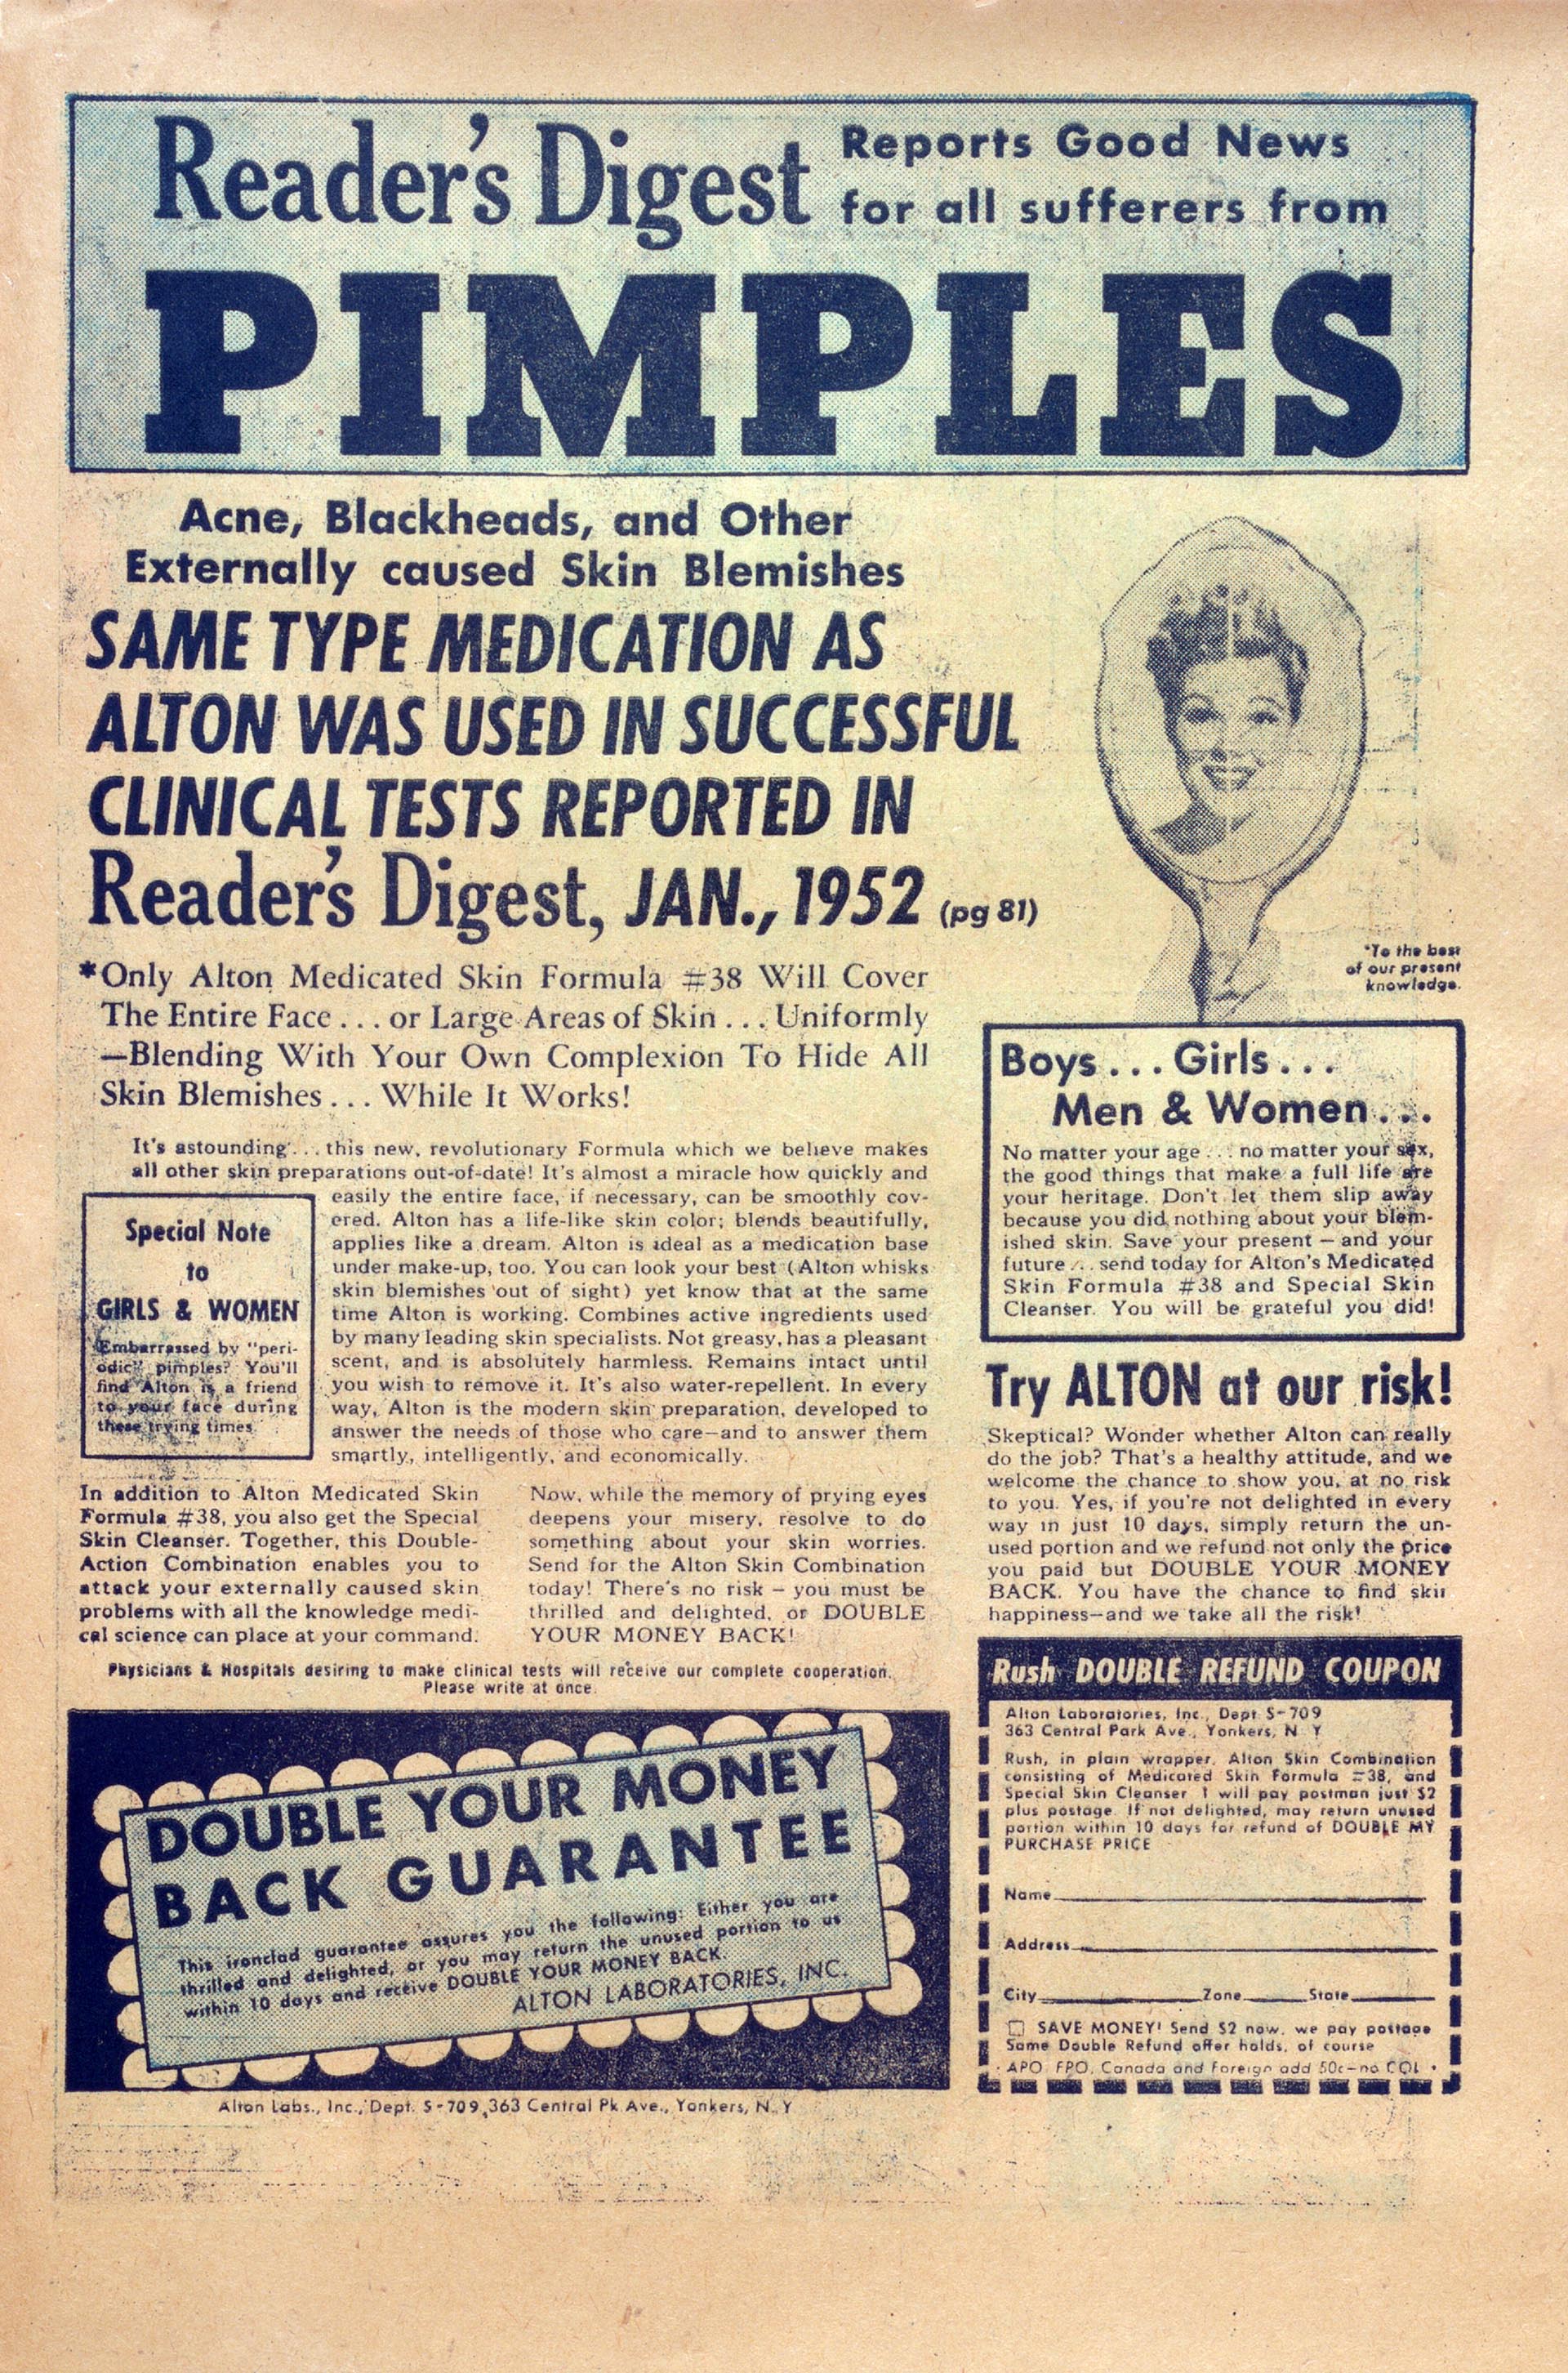 Reader's Digest
Reports Good News
for all sufferers from
PIMPLES
Acne, Blackheads, and Other
Externally caused Skin Blemishes
SAME TYPE MEDICATION AS
ALTON WAS USED IN SUCCESSFUL
CLINICAL TESTS REPORTED IN
Reader's Digest, JAN., 1952 (pg 81)
*Only Alton Medicated Skin Formula #38 Will Cover
The Entire Face... or Large Areas of Skin... Uniformly
—Blending With Your Own Complexion To Hide All
Skin Blemishes... While It Works!
It's astounding... this new, revolutionary Formula which we believe makes
all other skin preparations out-of-date! It's almost a miracle how quickly and
easily the entire face, if necessary, can be smoothly cov-
ered. Alton has a life-like skin color; blends beautifully,
applies like a dream. Alton is ideal as a medication base
under make-up, too. You can look your best (Alton whisks
skin blemishes out of sight) yet know that at the same
time Alton is working. Combines active ingredients used
by many leading skin specialists. Not greasy, has a pleasant
scent, and is absolutely harmless. Remains intact until
you wish to remove it. It's also water-repellent. In every
way, Alton is the modern skin preparation, developed to
answer the needs of those who care—and to answer them
smartly, intelligently, and economically.
Special Note
to
GIRLS & WOMEN
Embarrassed by "peri-
odic" pimples? You'll
find Alton is a friend
to your face during
these trying times
In addition to Alton Medicated Skin
Formula #38, you also get the Special
Skin Cleanser. Together, this Double-
Action Combination enables you to
attack your externally caused skin
problems with all the knowledge medi-
cal science can place at your command.
Now, while the memory of prying eyes
deepens your misery, resolve to do
something about your skin worries.
Send for the Alton Skin Combination
today! There's no risk — you must be
thrilled and delighted, or DOUBLE
YOUR MONEY BACK!
Physicians & Hospitals desiring to make clinical tests will receive our complete cooperation.
Please write at once.
DOUBLE YOUR MONEY
BACK GUARANTEE
This ironclad guarantee assures you the following: Either you are
thrilled and delighted, or you may return the unused portion to us
within 10 days and receive DOUBLE YOUR MONEY BACK.
ALTON LABORATORIES, INC.
Alton Labs., Inc., Dept. S-709, 363 Central Pk. Ave., Yonkers, N. Y
*To the best
of our present
knowledge.
Boys... Girls...
Men & Women...
No matter your age... no matter your sex,
the good things that make a full life are
your heritage. Don't let them slip away
because you did nothing about your blem-
ished skin. Save your present — and your
future... send today for Alton's Medicated
Skin Formula #38 and Special Skin
Cleanser. You will be grateful you did!
Try ALTON at our risk!
Skeptical? Wonder whether Alton can really
do the job? That's a healthy attitude, and we
welcome the chance to show you, at no risk
to you. Yes, if you're not delighted in every
way in just 10 days, simply return the un-
used portion and we refund not only the price
you paid but DOUBLE YOUR MONEY
BACK. You have the chance to find skin
happiness—and we take all the risk!
Rush DOUBLE REFUND COUPON
Alton Laboratories, Inc., Dept S-709
363 Central Park Ave., Yonkers, N Y
Rush, in plain wrapper, Alton Skin Combination
consisting of Medicated Skin Formula #38, and
Special Skin Cleanser I will pay postman just $2
plus postage. If not delighted, may return unused
portion within 10 days for refund of DOUBLE MY
PURCHASE PRICE
Name
Address
City Zone State
SAVE MONEY! Send $2 now, we pay postage
Same Double Refund offer holds, of course
APO, FPO, Canada and Foreign add 50c—no COD